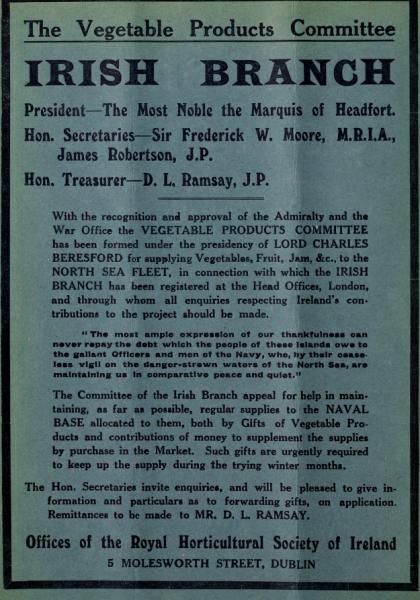 The Vegetable Products Committee
IRISH BRANCH
President—The Most Noble the Marquis of Headfort.
Hon. Secretaries—Sir Frederick W. Moore, M.R.I.A.,
James Robertson, J.P.
Hon. Treasurer—D. L. Ramsay, J.P.
With the recognition and approval of the Admiralty and the
War Office the VEGETABLE PRODUCTS COMMITTEE
has been formed under the presidency of LORD CHARLES
BERESFORD for supplying Vegetables, Fruit, Jam, &c., to the
NORTH SEA FLEET, in connection with which the IRISH
BRANCH has been registered at the Head Offices, London,
and through whom all enquiries respecting Ireland's con-
tributions to the project should be made.
"The most ample expression of our thankfulness can
never repay the debt which the people of these Islands owe to
the gallant Officers and men of the Navy, who, by their cease-
less vigil on the danger-strewn waters of the North Sea, are
maintaining us in comparative peace and quiet."
The Committee of the Irish Branch appeal for help in main-
taining, as far as possible, regular supplies to the NAVAL
BASE allocated to them, both by Gifts of Vegetable Pro-
ducts and contributions of money to supplement the supplies
by purchase in the Market. Such gifts are urgently required
to keep up the supply during the trying winter months.
The Hon. Secretaries invite enquiries, and will be pleased to give in-
formation and particulars as to forwarding gifts, on application.
Remittances to be made to MR. D. L. RAMSAY.
Offices of the Royal Horticultural Society of Ireland
5 MOLESWORTH STREET, DUBLIN